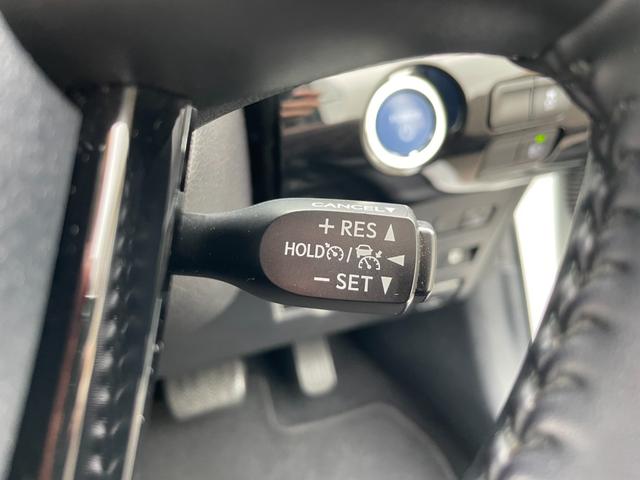 CANCEL▼
+ RES ▲
HOLD / ◀
− SET ▼